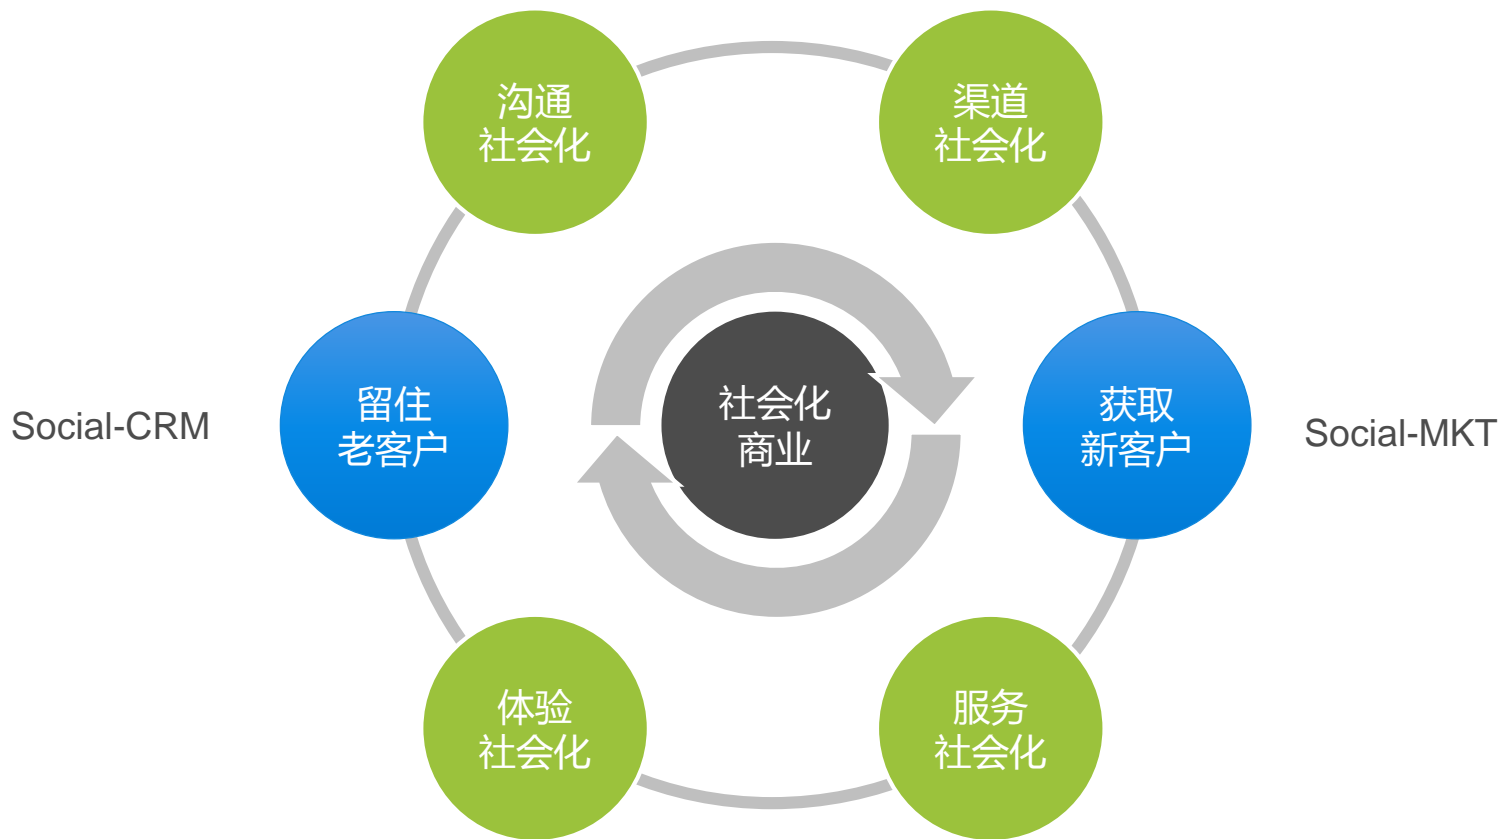 沟通
社会化
渠道
社会化
Social-CRM
留住
老客户
社会化
商业
获取
新客户
Social-MKT
体验
社会化
服务
社会化